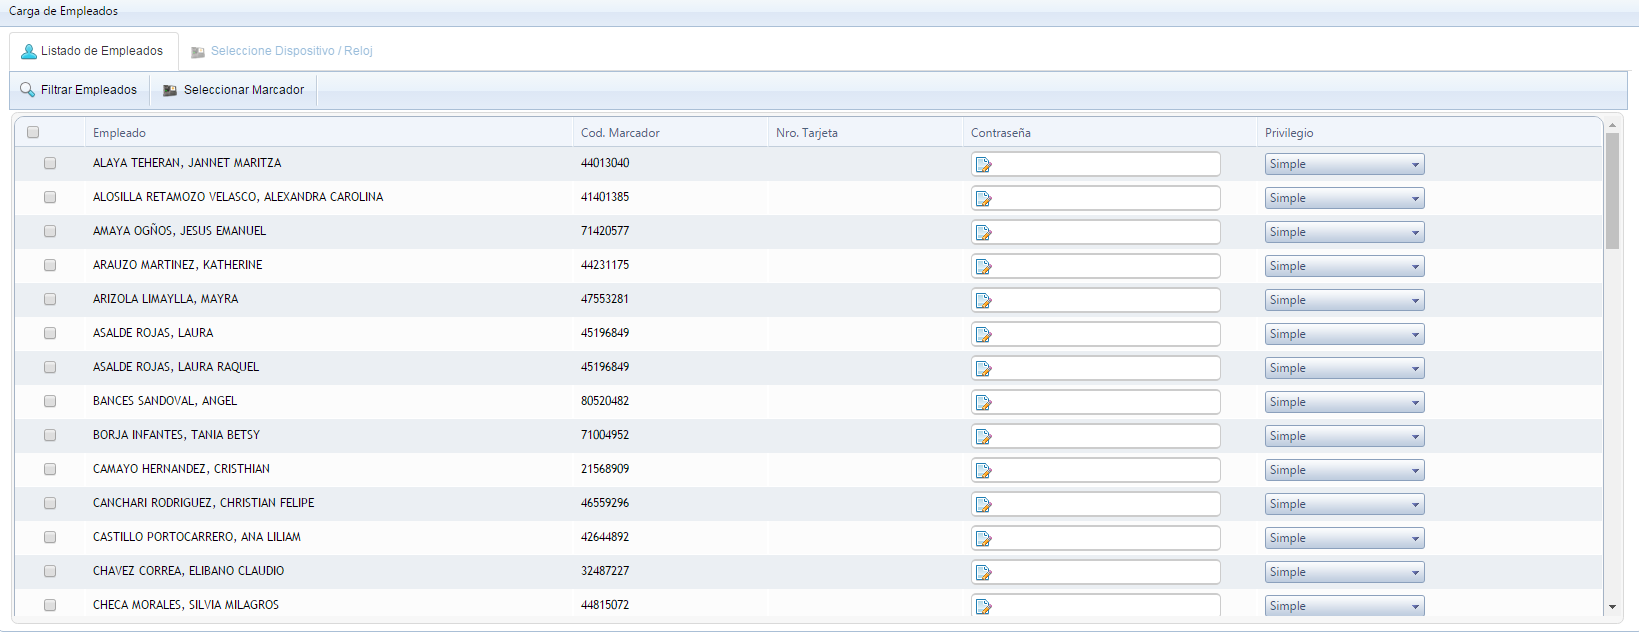 Carga de Empleados
Listado de Empleados Seleccione Dispositivo / Reloj
Filtrar Empleados Seleccionar Marcador
Empleado Cod. Marcador Nro. Tarjeta Contraseña Privilegio
ALAYA TEHERAN, JANNET MARITZA 44013040 Simple
ALOSILLA RETAMOZO VELASCO, ALEXANDRA CAROLINA 41401385 Simple
AMAYA OGÑOS, JESUS EMANUEL 71420577 Simple
ARAUZO MARTINEZ, KATHERINE 44231175 Simple
ARIZOLA LIMAYLLA, MAYRA 47553281 Simple
ASALDE ROJAS, LAURA 45196849 Simple
ASALDE ROJAS, LAURA RAQUEL 45196849 Simple
BANCES SANDOVAL, ANGEL 80520482 Simple
BORJA INFANTES, TANIA BETSY 71004952 Simple
CAMAYO HERNANDEZ, CRISTHIAN 21568909 Simple
CANCHARI RODRIGUEZ, CHRISTIAN FELIPE 46559296 Simple
CASTILLO PORTOCARRERO, ANA LILIAM 42644892 Simple
CHAVEZ CORREA, ELIBANO CLAUDIO 32487227 Simple
CHECA MORALES, SILVIA MILAGROS 44815072 Simple